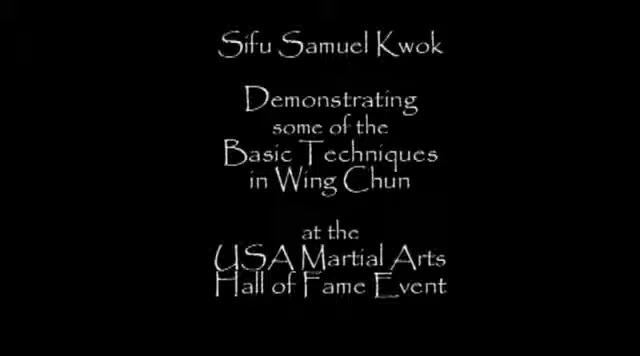 Sifu Samuel Kwok
Demonstrating
some of the
Basic Techniques
in Wing Chun
at the
USA Martial Arts
Hall of Fame Event